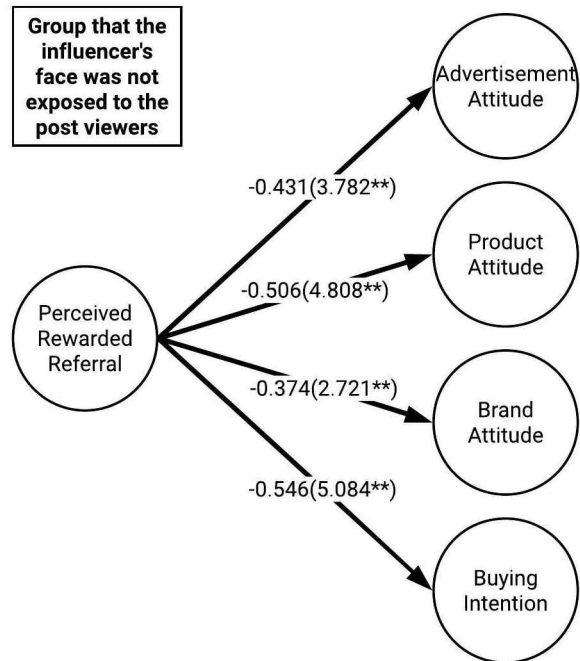 Group that the
influencer's
face was not
exposed to the
post viewers
Advertisement
Attitude
-0.431(3.782**)
Product
Attitude
-0.506(4.808**)
Perceived
Rewarded
Referral
-0.374(2.721**)
Brand
Attitude
-0.546(5.084**)
Buying
Intention